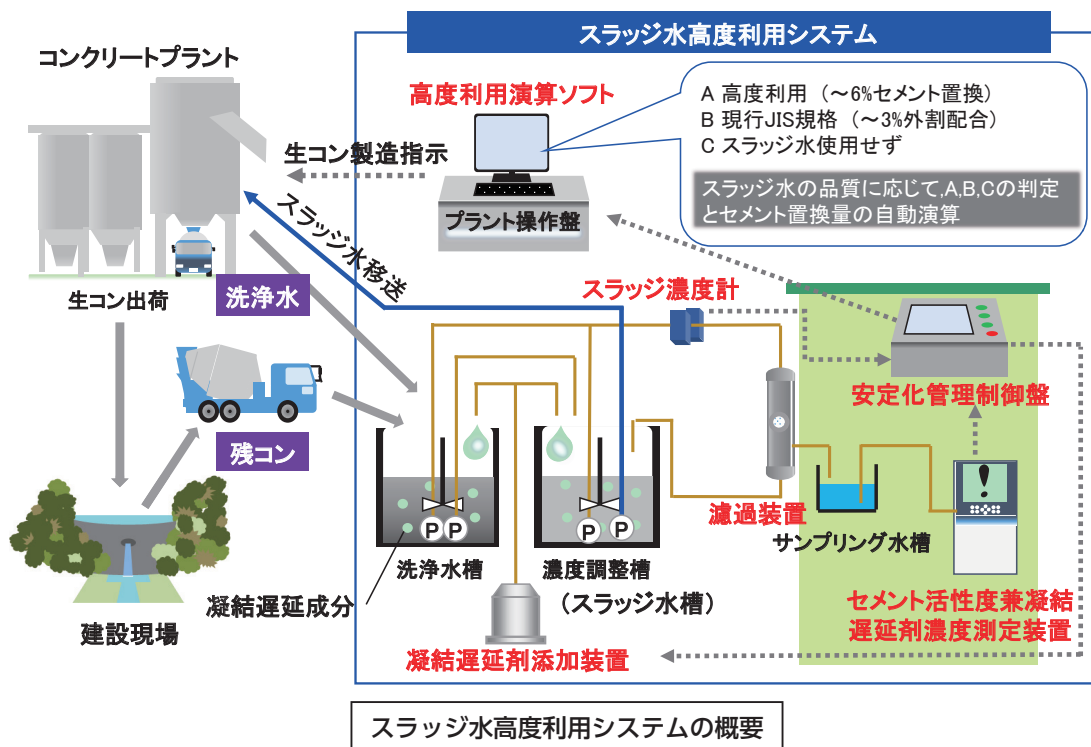 スラッジ水高度利用システム
コンクリートプラント
高度利用演算ソフト
A 高度利用 (~6%セメント置換)
B 現行JIS規格 (~3%外割配合)
C スラッジ水使用せず
スラッジ水の品質に応じて,A,B,Cの判定
とセメント置換量の自動演算
生コン製造指示
プラント操作盤
スラッジ水移送
生コン出荷
洗浄水
スラッジ濃度計
安定化管理制御盤
残コン
P
P
P
P
濾過装置
サンプリング水槽
洗浄水槽
濃度調整槽
(スラッジ水槽)
凝結遅延成分
建設現場
凝結遅延剤添加装置
セメント活性度兼凝結
遅延剤濃度測定装置
スラッジ水高度利用システムの概要